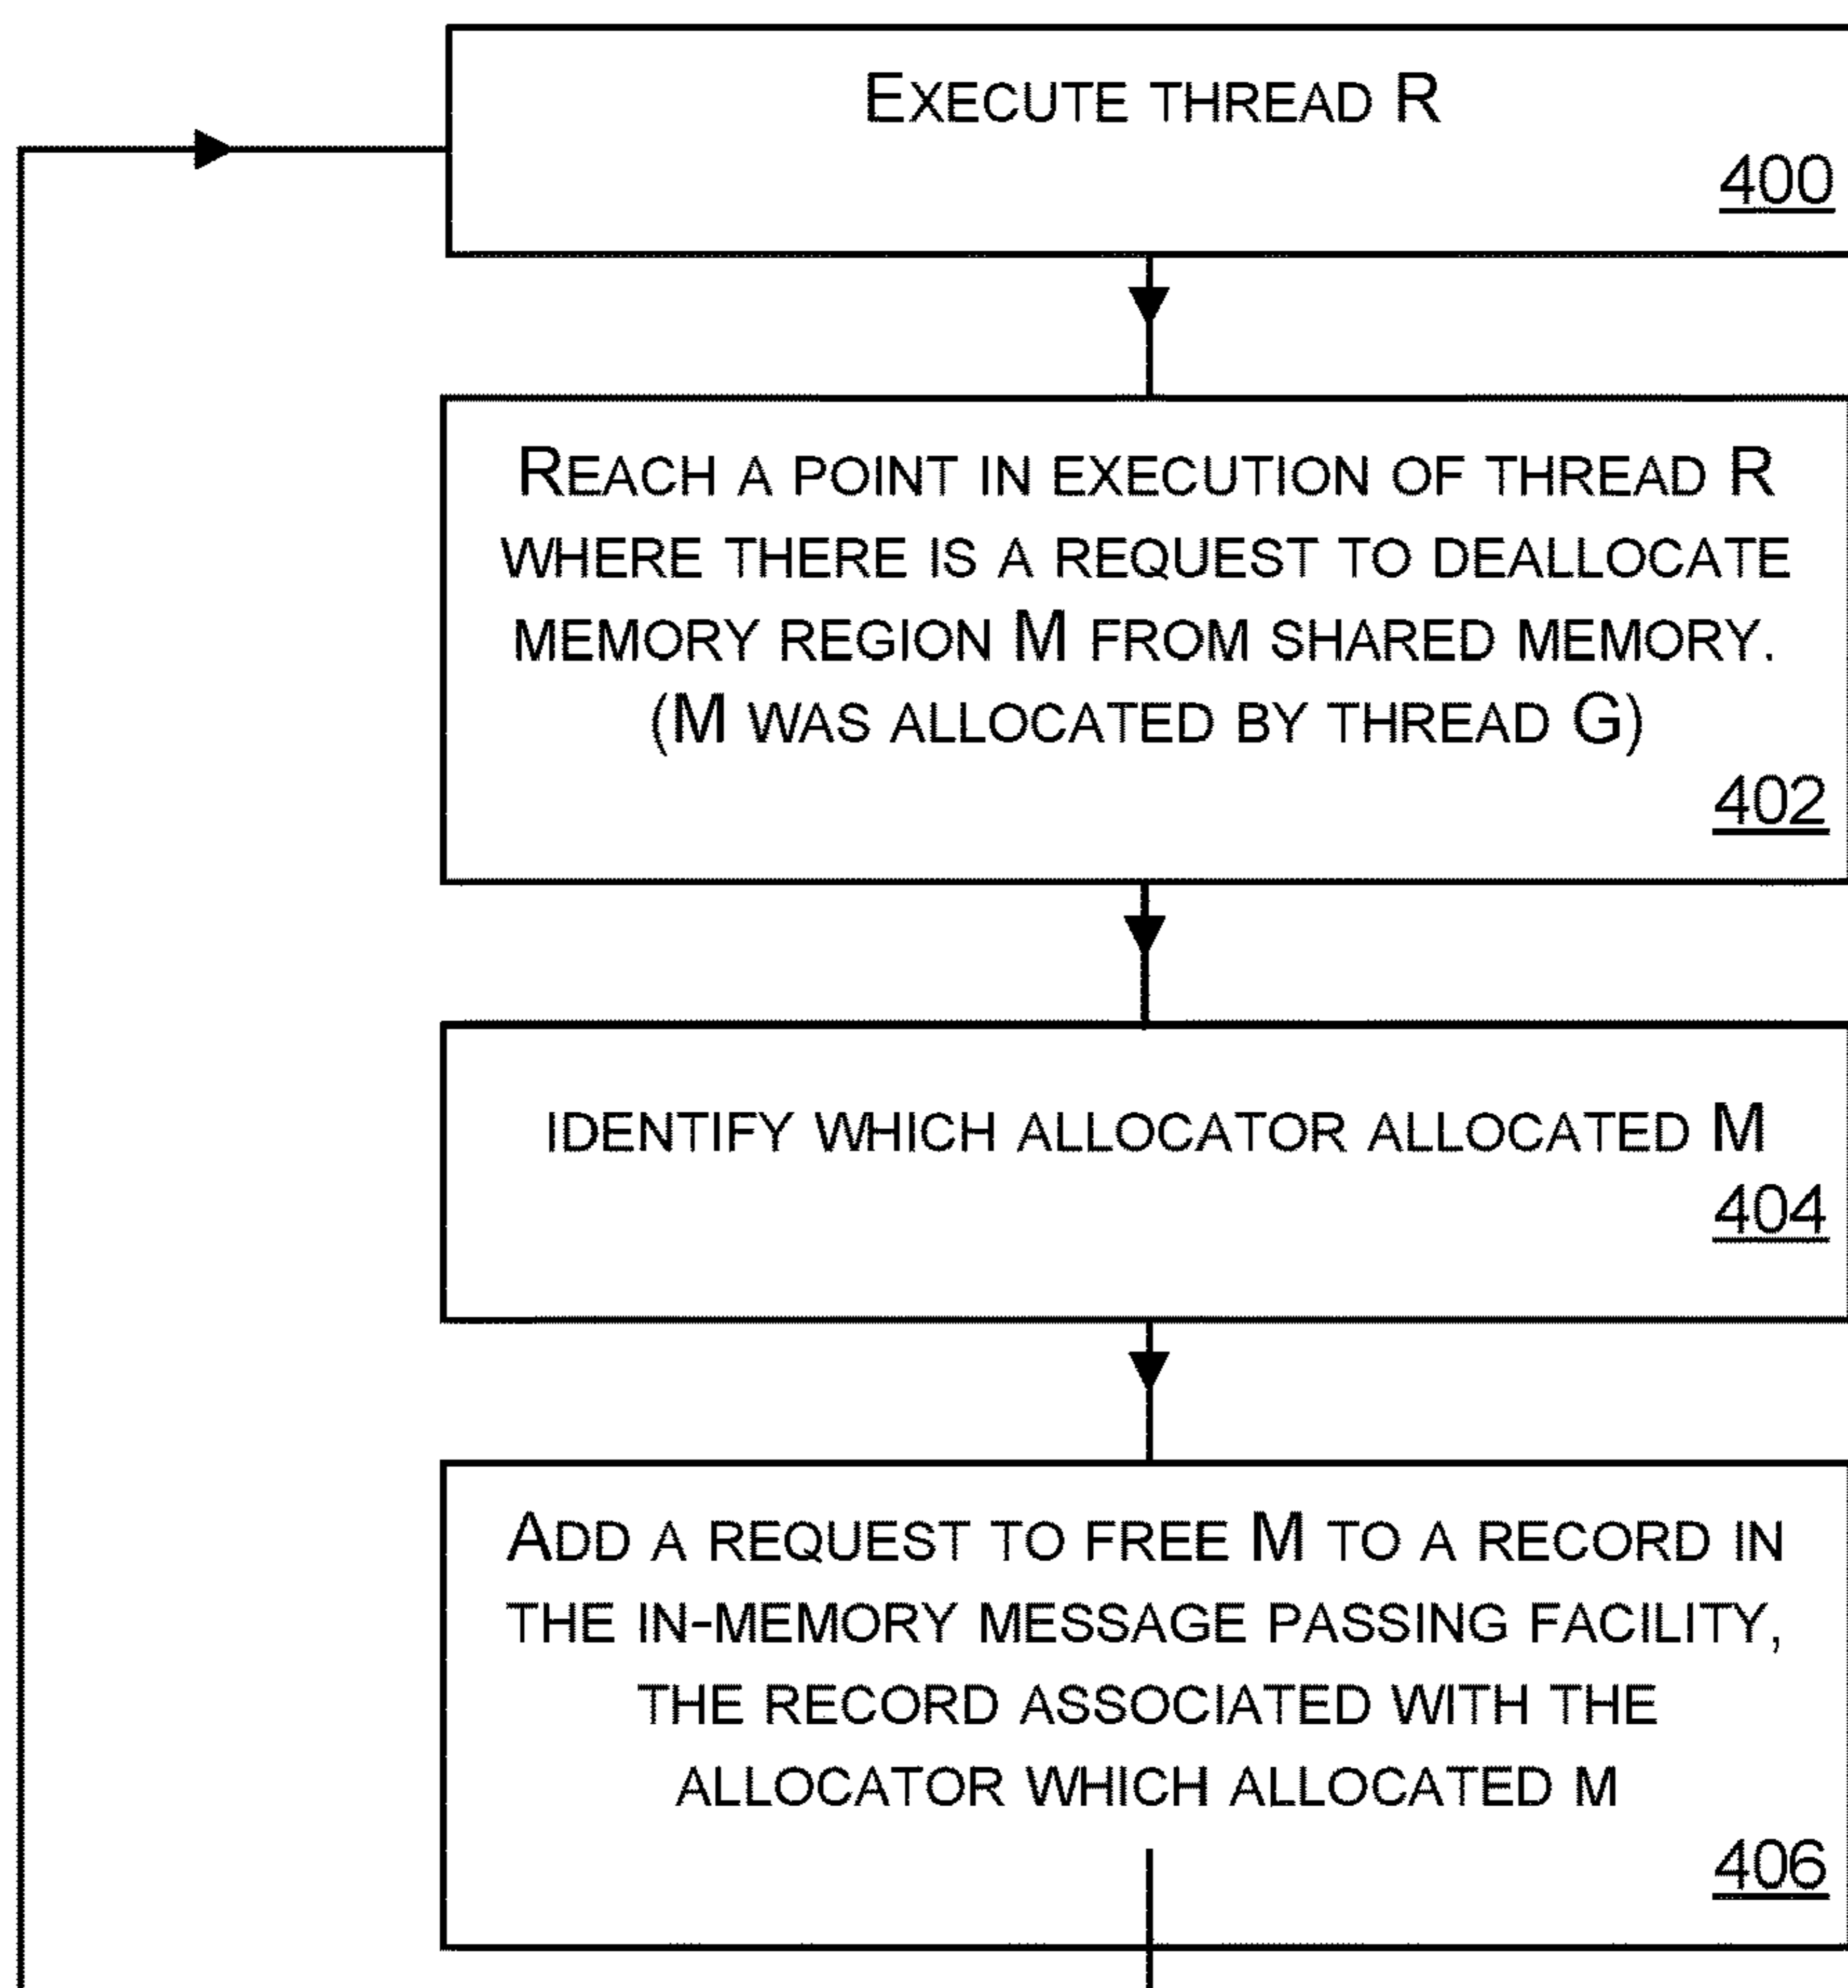 EXECUTE THREAD R
400
REACH A POINT IN EXECUTION OF THREAD R
WHERE THERE IS A REQUEST TO DEALLOCATE
MEMORY REGION M FROM SHARED MEMORY.
(M WAS ALLOCATED BY THREAD G)
402
IDENTIFY WHICH ALLOCATOR ALLOCATED M
404
ADD A REQUEST TO FREE M TO A RECORD IN
THE IN-MEMORY MESSAGE PASSING FACILITY,
THE RECORD ASSOCIATED WITH THE
ALLOCATOR WHICH ALLOCATED M
406